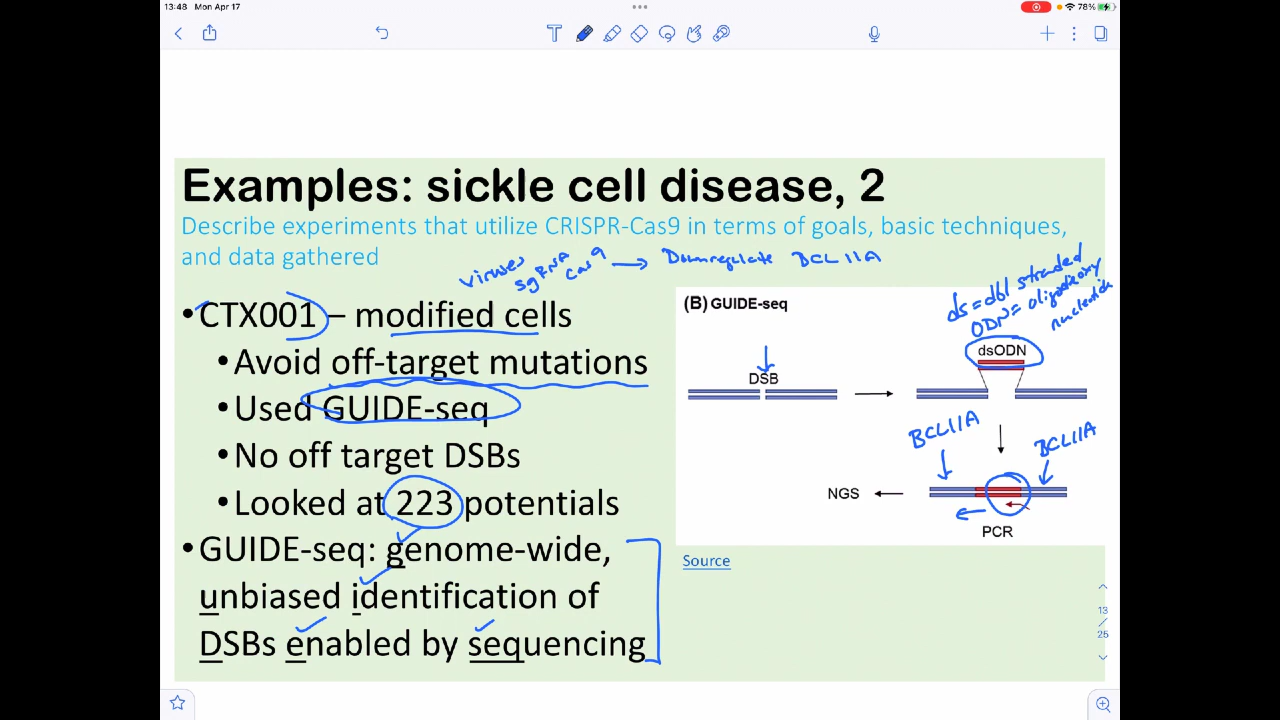 13:48 Mon Apr 17
78%
Examples: sickle cell disease, 2
Describe experiments that utilize CRISPR-Cas9 in terms of goals, basic techniques,
and data gathered
viruses
sgRNA
Cas9 → Downregulate BCL11A
• CTX001 – modified cells
• Avoid off-target mutations
• Used GUIDE-seq
• No off target DSBs
• Looked at 223 potentials
• GUIDE-seq: genome-wide,
unbiased identification of
DSBs enabled by sequencing
(B) GUIDE-seq
ds = dbl stranded
ODN = oligodeoxy
nucleotide
dsODN
DSB
BCL11A
BCL11A
NGS
PCR
Source
13
/
25